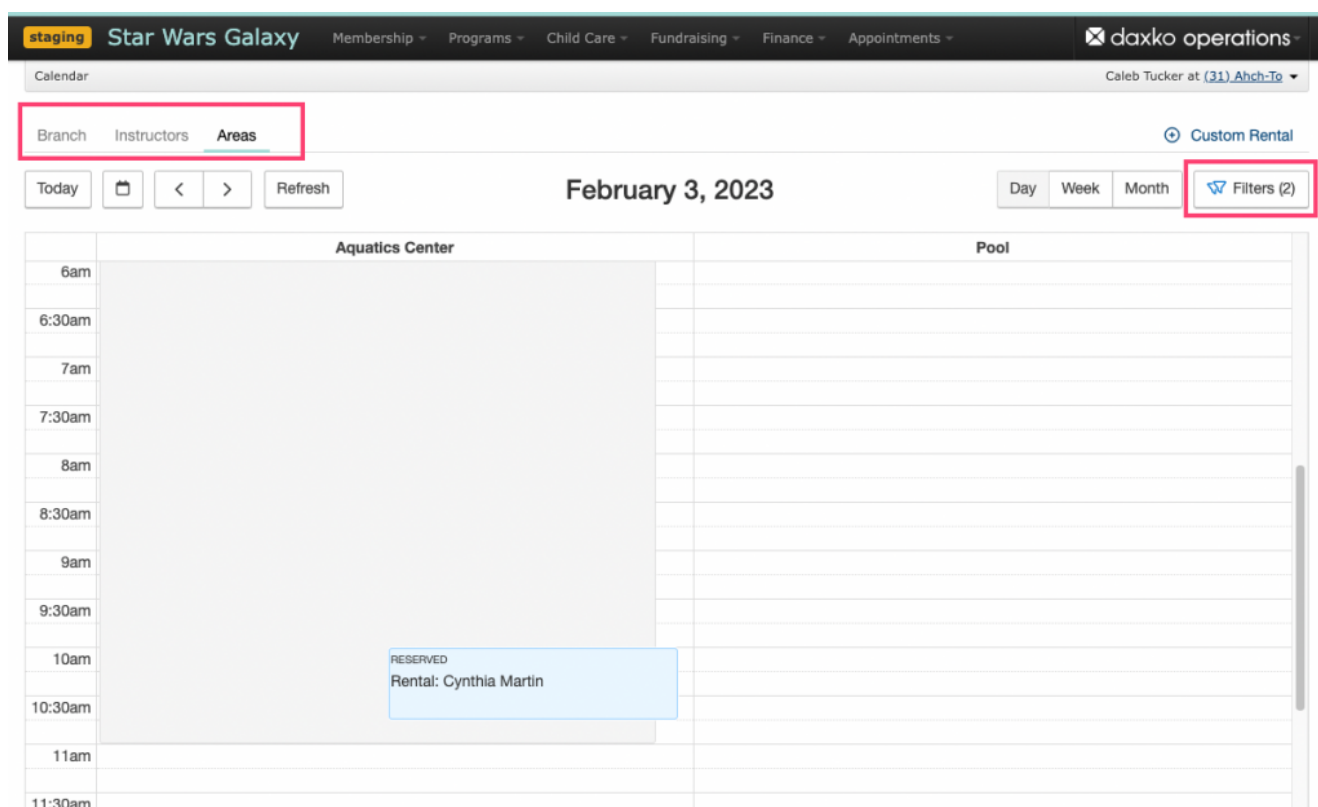 staging Star Wars Galaxy Membership Programs Child Care Fundraising Finance Appointments daxko operations
Calendar Caleb Tucker at (31) Ahch-To
Branch Instructors Areas Custom Rental
Today Refresh February 3, 2023 Day Week Month Filters (2)
Aquatics Center Pool
6am
6:30am
7am
7:30am
8am
8:30am
9am
9:30am
10am RESERVED
Rental: Cynthia Martin
10:30am
11am
11:30am